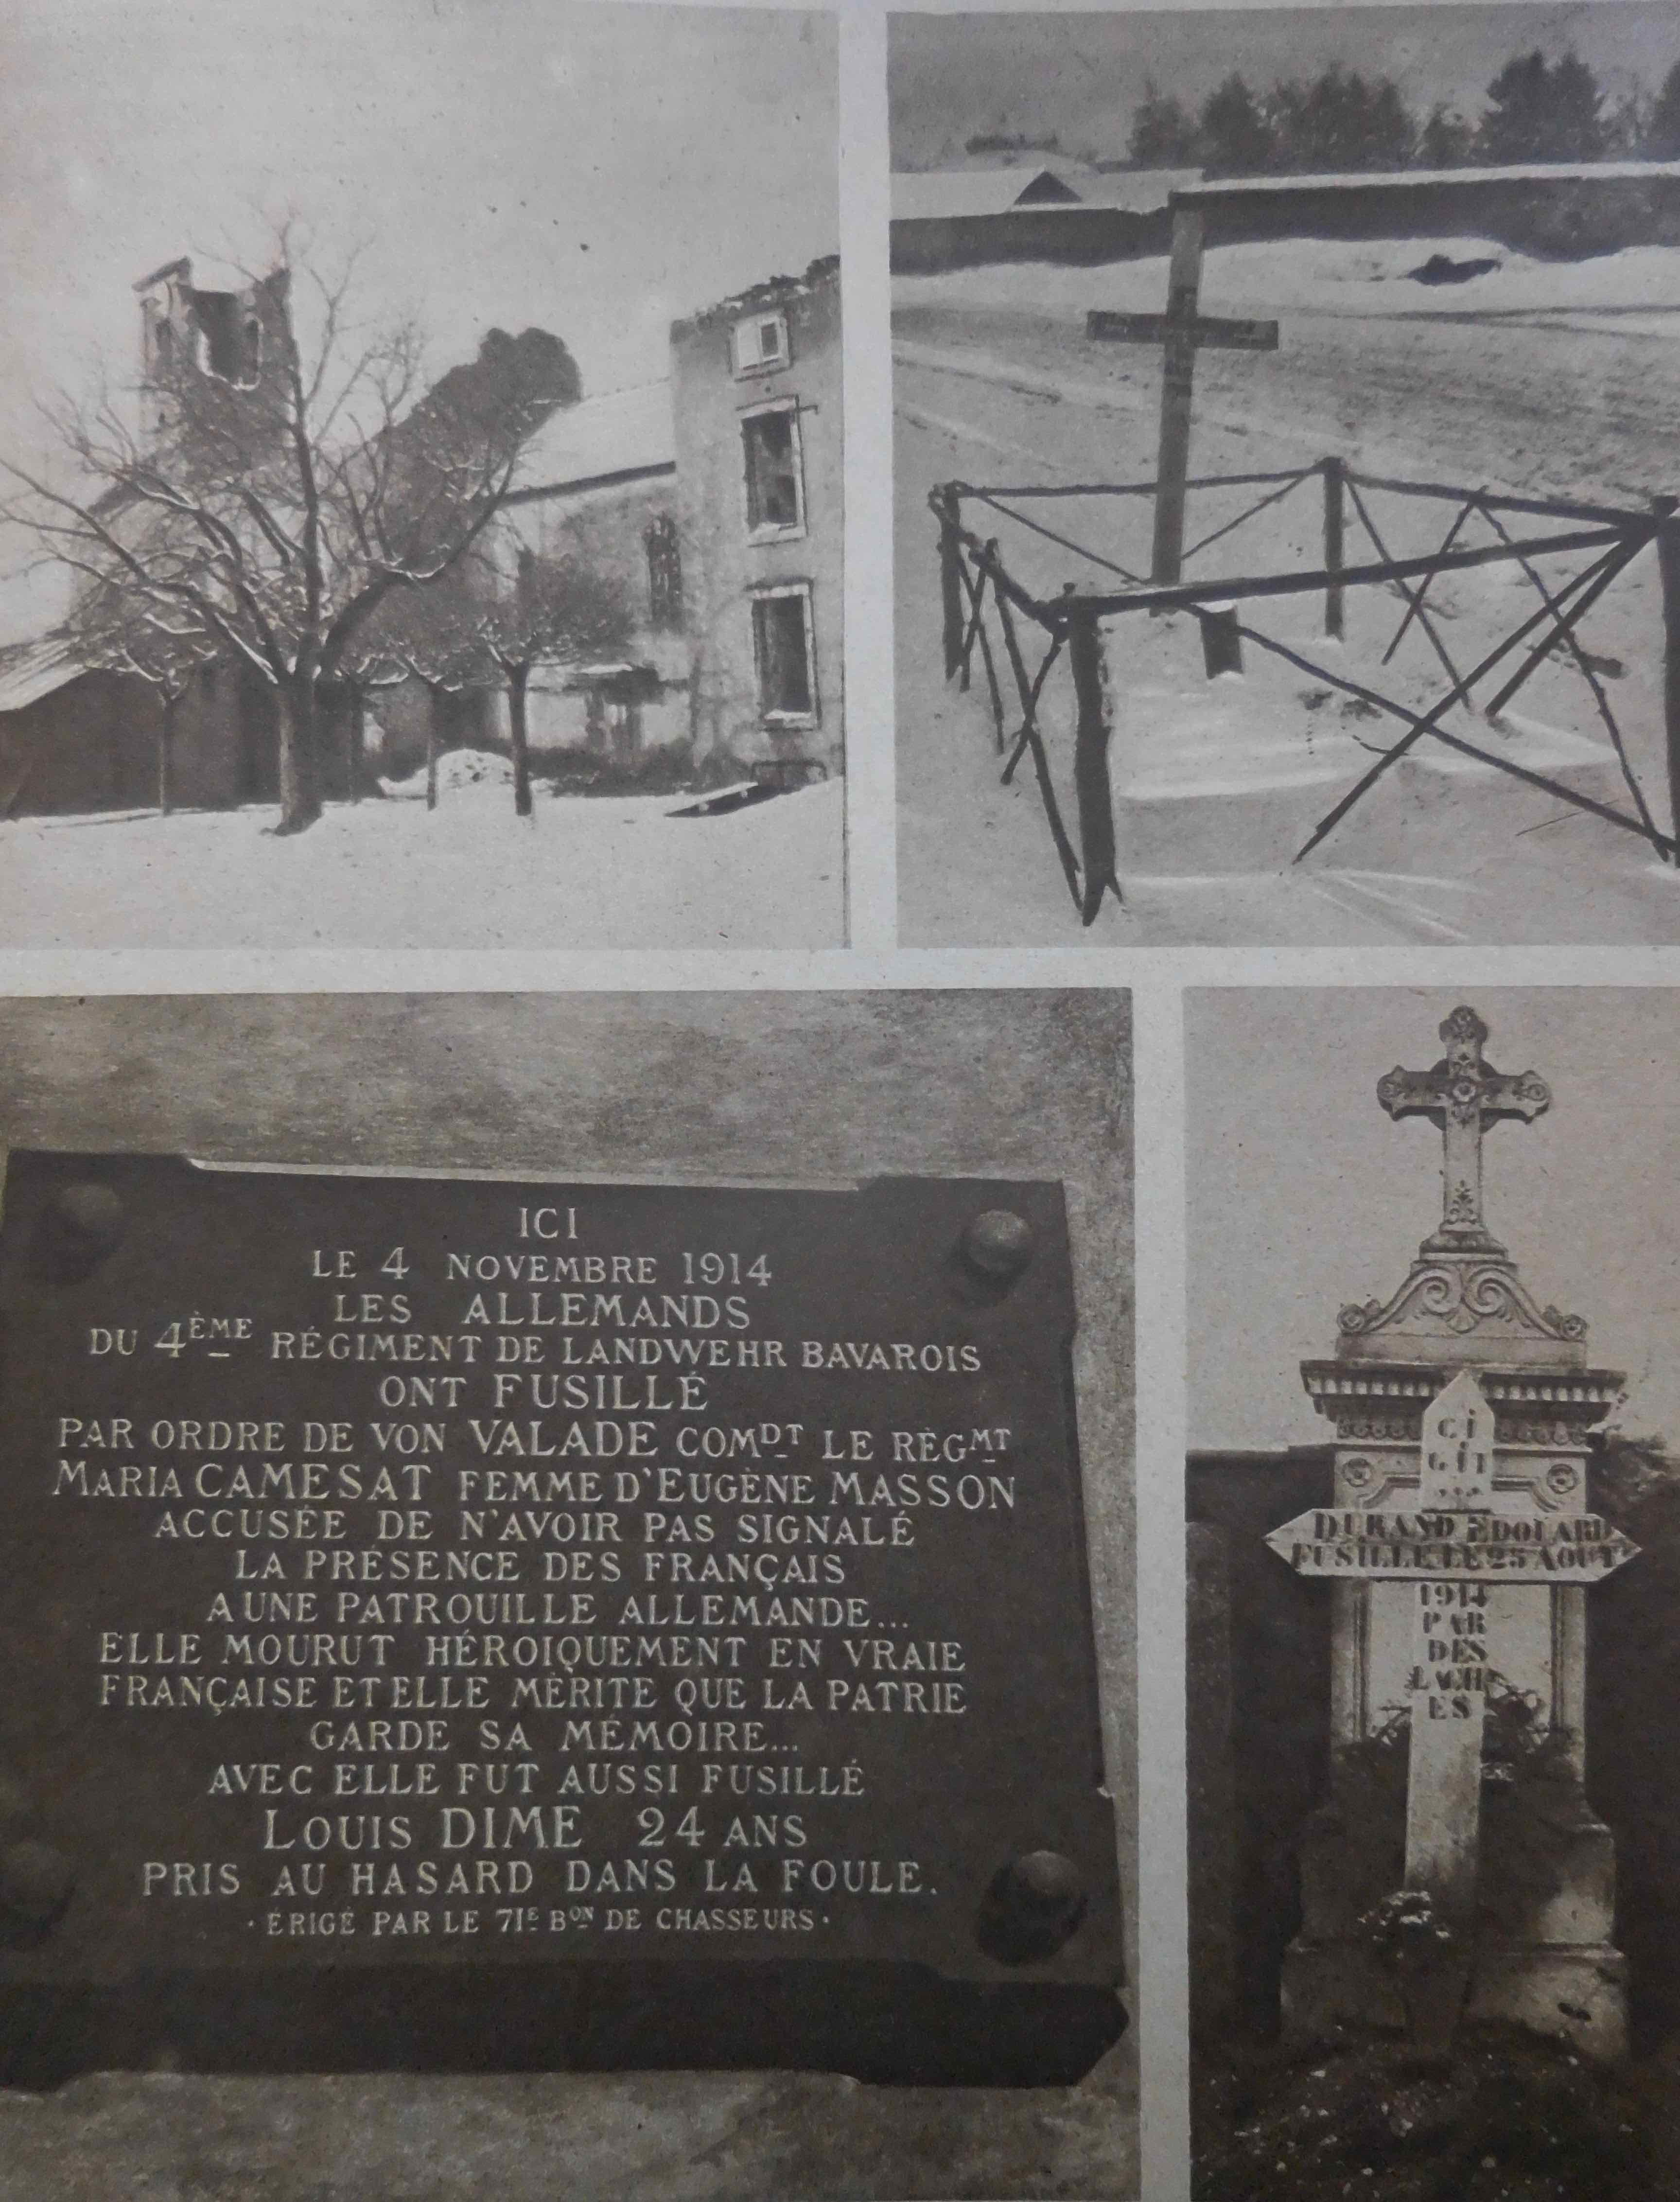 ICI
LE 4 NOVEMBRE 1914
LES ALLEMANDS
DU 4ÈME RÉGIMENT DE LANDWEHR BAVAROIS
ONT FUSILLÉ
PAR ORDRE DE VON VALADE COMDT LE RÉGMT
MARIA CAMESAT FEMME D'EUGÈNE MASSON
ACCUSÉE DE N'AVOIR PAS SIGNALÉ
LA PRÉSENCE DES FRANÇAIS
A UNE PATROUILLE ALLEMANDE...
ELLE MOURUT HÉROIQUEMENT EN VRAIE
FRANÇAISE ET ELLE MÉRITE QUE LA PATRIE
GARDE SA MÉMOIRE...
AVEC ELLE FUT AUSSI FUSILLÉ
LOUIS DIME 24 ANS
PRIS AU HASARD DANS LA FOULE.
· ÉRIGÉ PAR LE 71E BON DE CHASSEURS ·
Ci
GiT
DURAND EDOUARD
FUSILLE LE 25 AOUT
1914
PAR
DES
LACH
ES